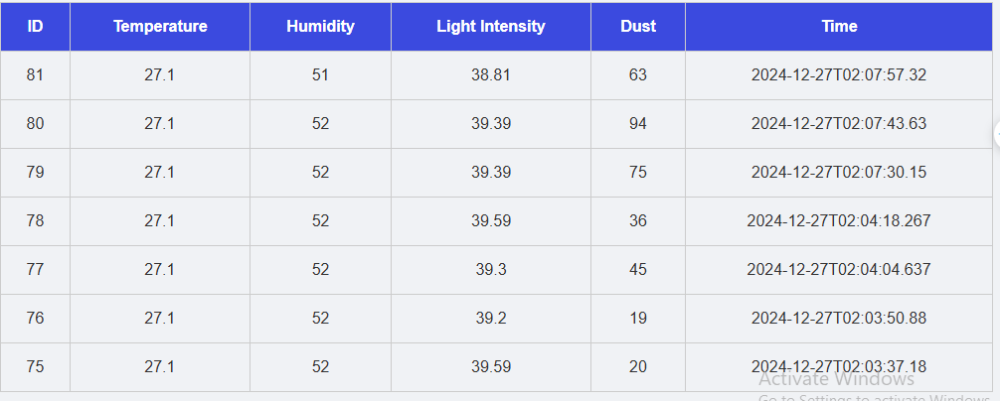 ID Temperature Humidity Light Intensity Dust Time
81 27.1 51 38.81 63 2024-12-27T02:07:57.32
80 27.1 52 39.39 94 2024-12-27T02:07:43.63
79 27.1 52 39.39 75 2024-12-27T02:07:30.15
78 27.1 52 39.59 36 2024-12-27T02:04:18.267
77 27.1 52 39.3 45 2024-12-27T02:04:04.637
76 27.1 52 39.2 19 2024-12-27T02:03:50.88
75 27.1 52 39.59 20 2024-12-27T02:03:37.18
Activate Windows
Go to Settings to activate Windows